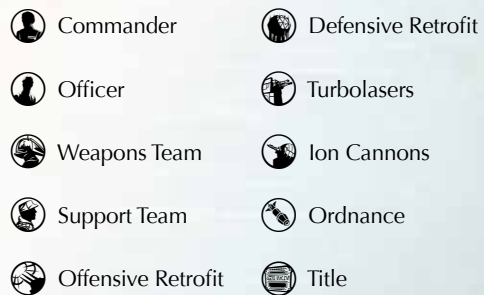 Commander
Officer
Weapons Team
Support Team
Offensive Retrofit
Defensive Retrofit
Turbolasers
Ion Cannons
Ordnance
Title